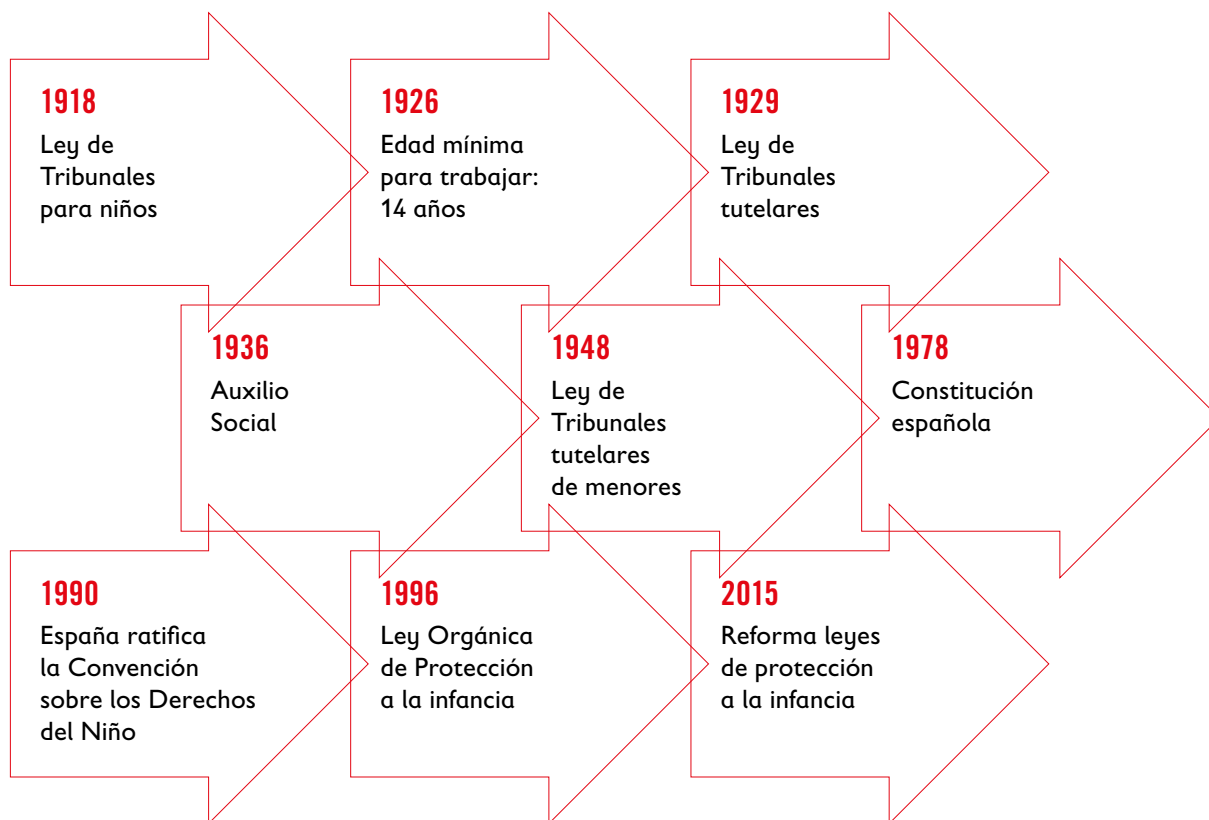 1918
Ley de
Tribunales
para niños
1926
Edad mínima
para trabajar:
14 años
1929
Ley de
Tribunales
tutelares
1936
Auxilio
Social
1948
Ley de
Tribunales
tutelares
de menores
1978
Constitución
española
1990
España ratifica
la Convención
sobre los Derechos
del Niño
1996
Ley Orgánica
de Protección
a la infancia
2015
Reforma leyes
de protección
a la infancia